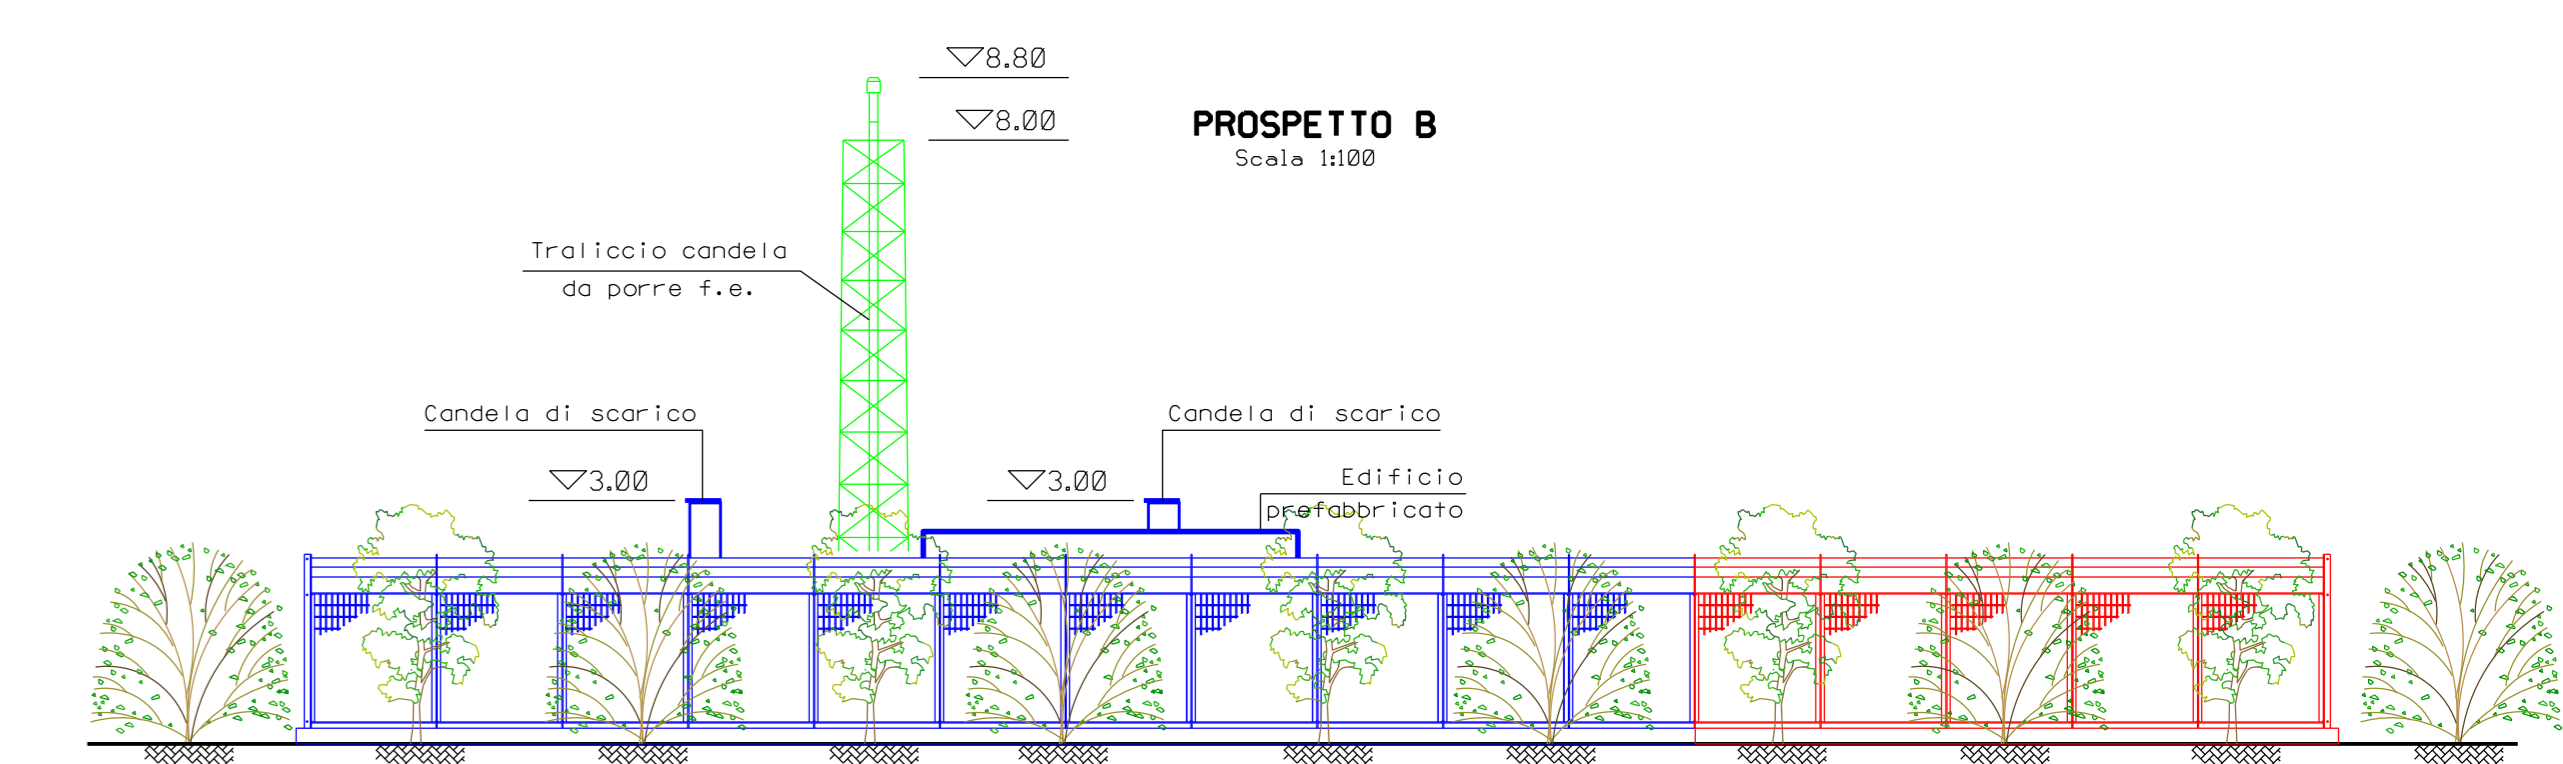 8.80
8.00
PROSPETTO B
Scala 1:100
Traliccio candela
da porre f.e.
Candela di scarico
Candela di scarico
3.00
3.00
Edificio
prefabbricato